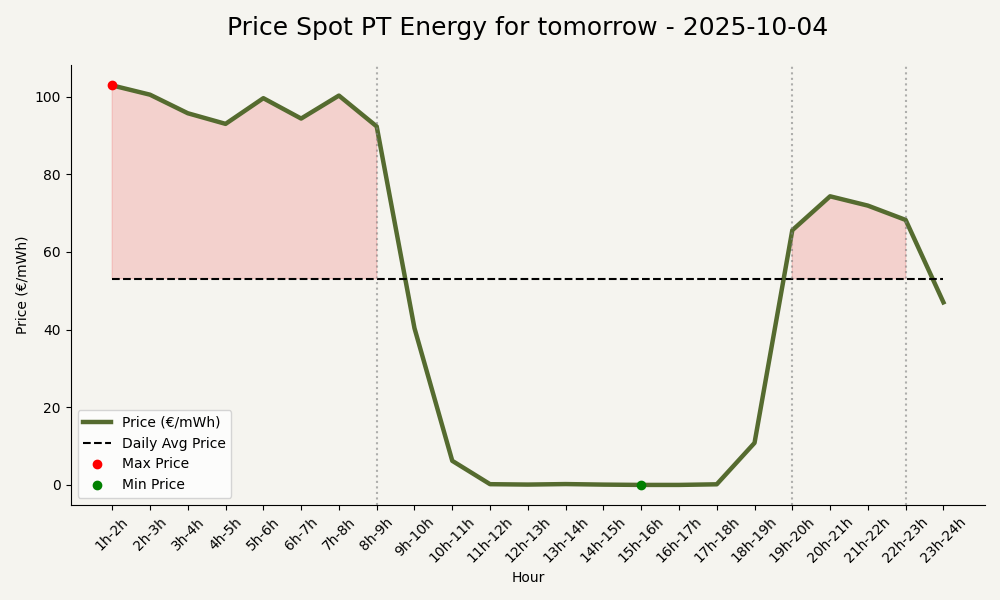 Price Spot PT Energy for tomorrow - 2025-10-04
Price (€/mWh)
100
80
60
40
20
0
Price (€/mWh)
Daily Avg Price
Max Price
Min Price
1h-2h
2h-3h
3h-4h
4h-5h
5h-6h
6h-7h
7h-8h
8h-9h
9h-10h
10h-11h
11h-12h
12h-13h
13h-14h
14h-15h
15h-16h
16h-17h
17h-18h
18h-19h
19h-20h
20h-21h
21h-22h
22h-23h
23h-24h
Hour